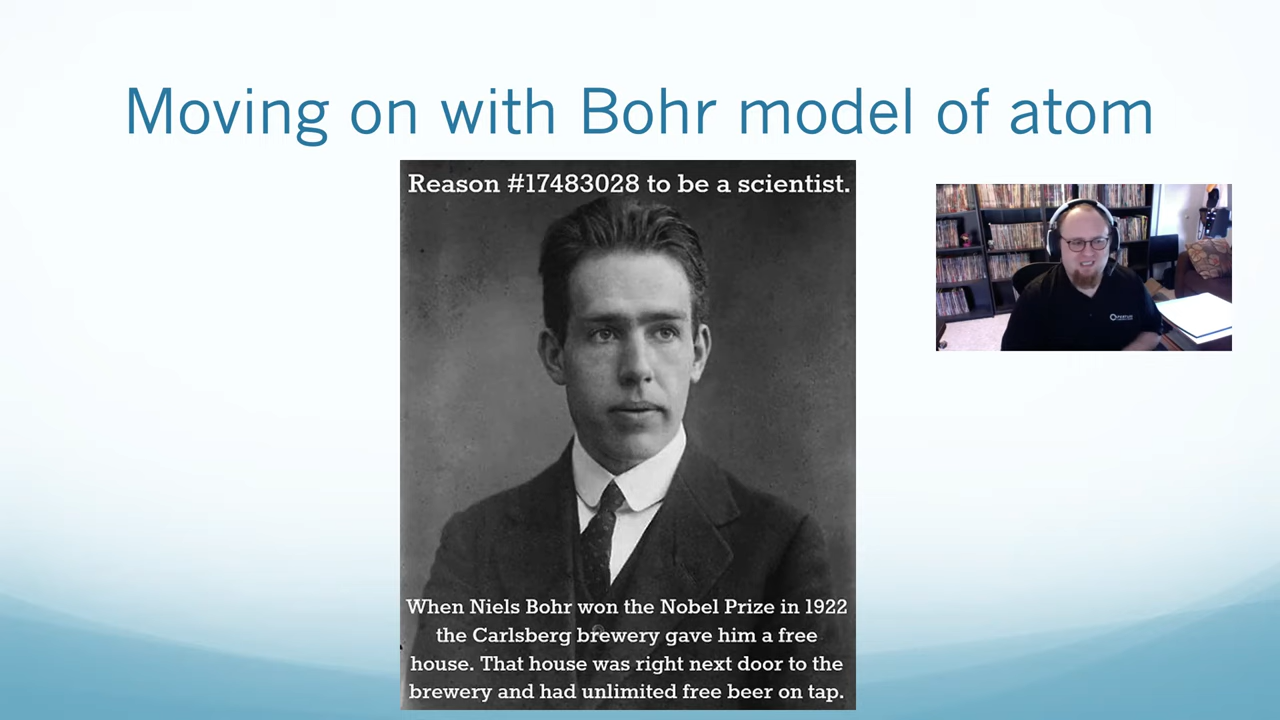 Moving on with Bohr model of atom
Reason #17483028 to be a scientist.
When Niels Bohr won the Nobel Prize in 1922
the Carlsberg brewery gave him a free
house. That house was right next door to the
brewery and had unlimited free beer on tap.